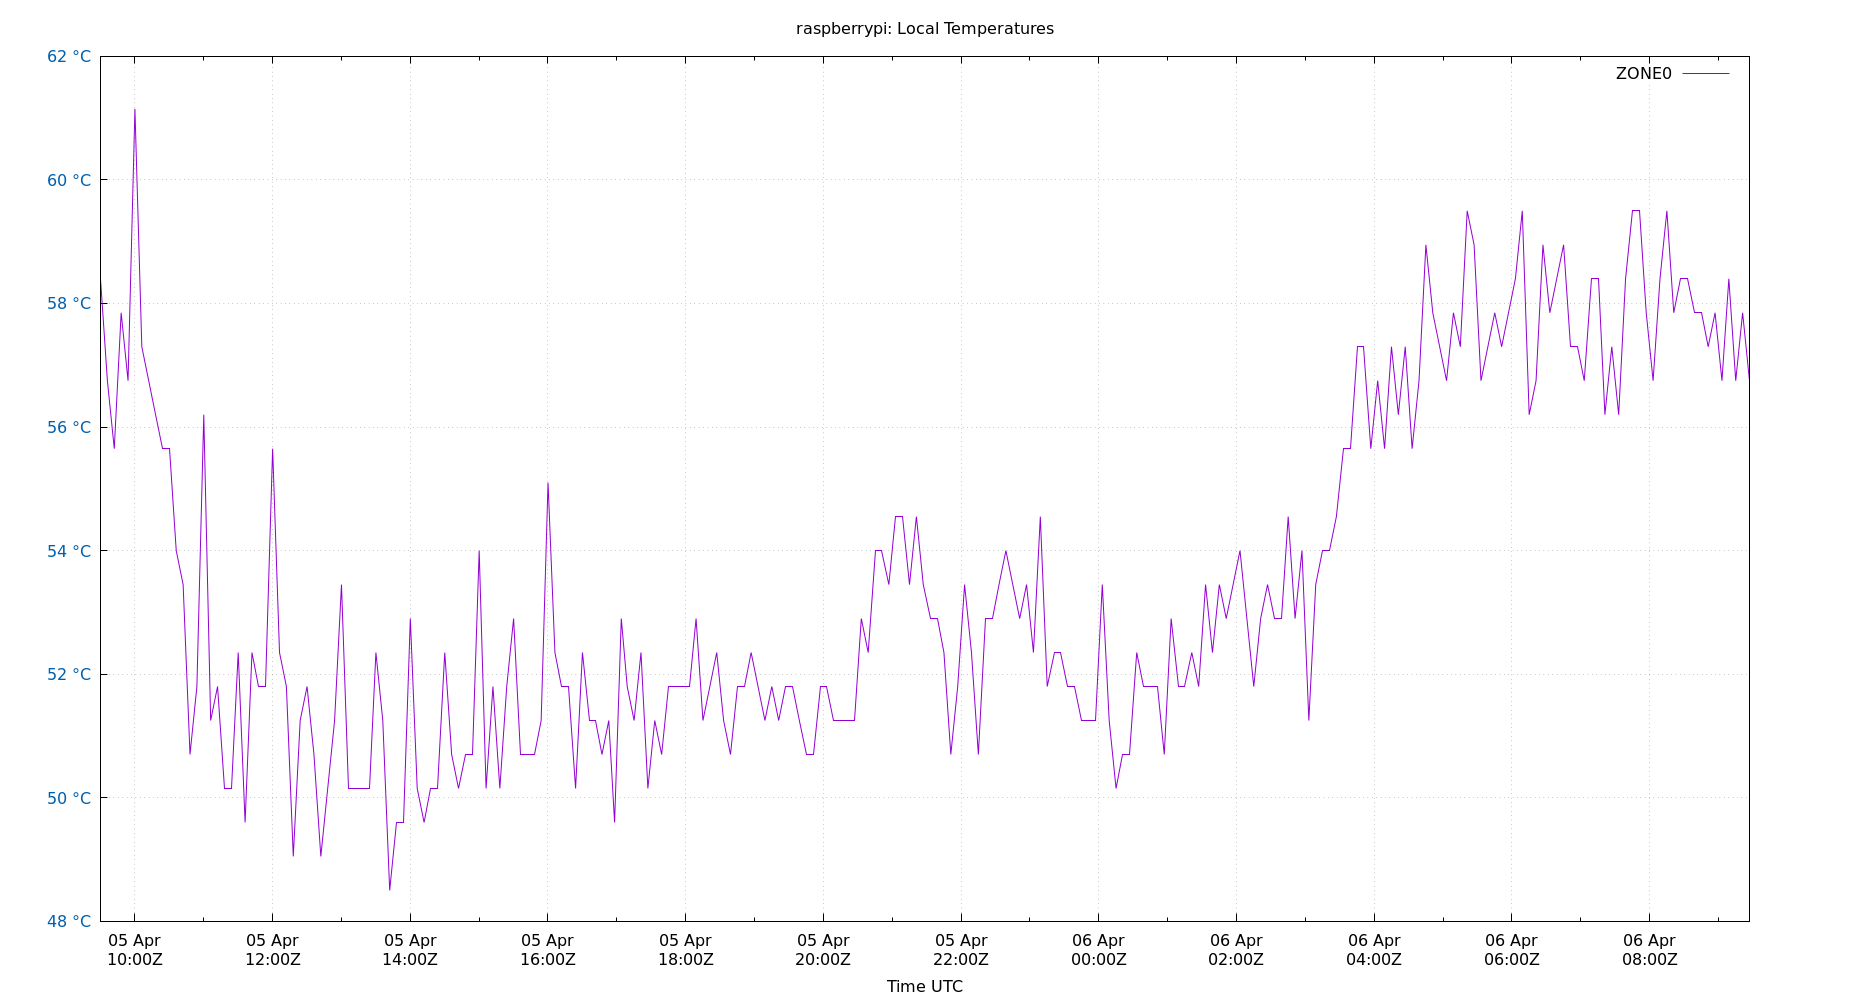 raspberrypi: Local Temperatures
62 °C
60 °C
58 °C
56 °C
54 °C
52 °C
50 °C
48 °C
ZONE0
05 Apr
10:00Z
05 Apr
12:00Z
05 Apr
14:00Z
05 Apr
16:00Z
05 Apr
18:00Z
05 Apr
20:00Z
05 Apr
22:00Z
06 Apr
00:00Z
06 Apr
02:00Z
06 Apr
04:00Z
06 Apr
06:00Z
06 Apr
08:00Z
Time UTC